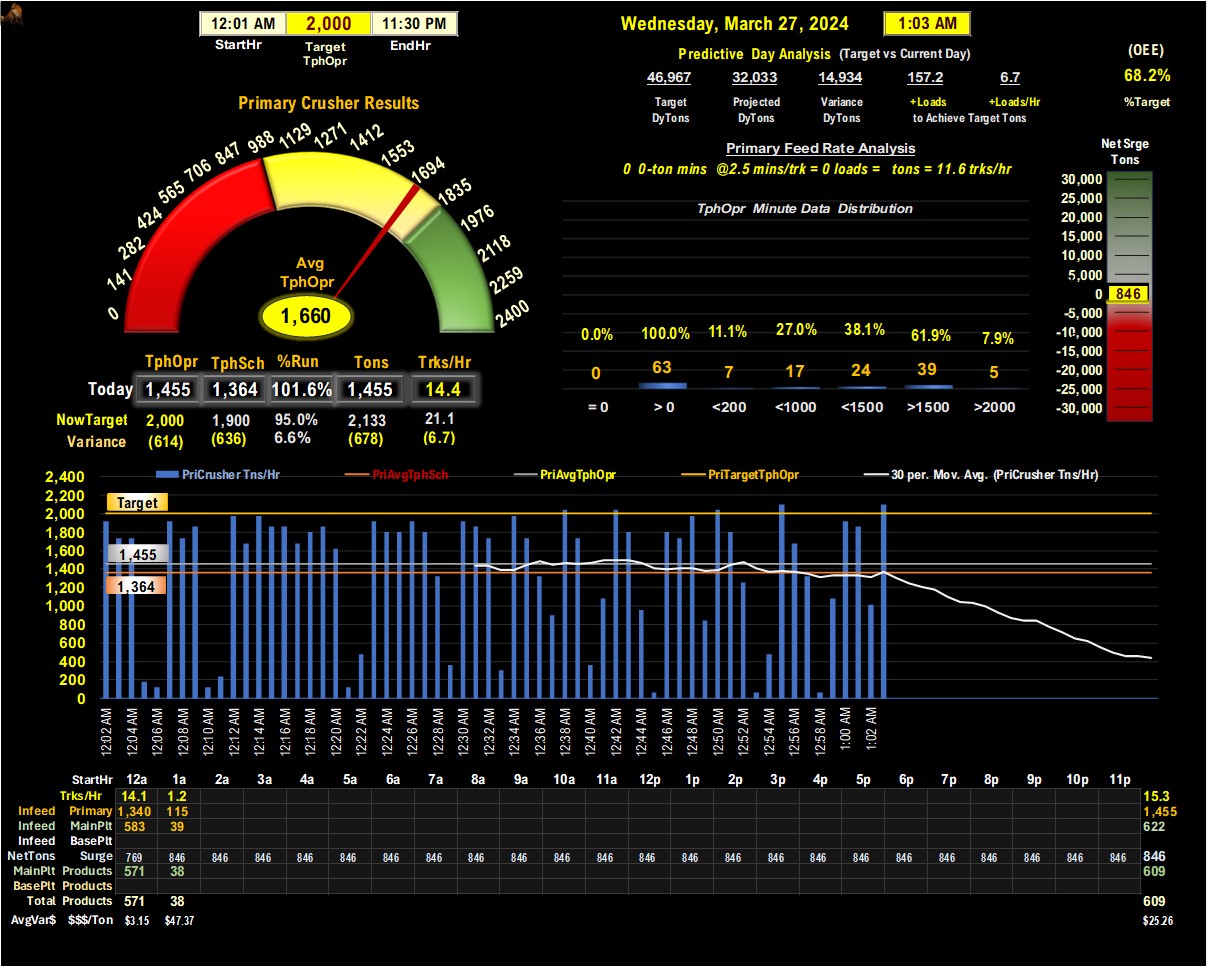 12:01 AM 2,000 11:30 PM
StartHr Target TphOpr EndHr
Wednesday, March 27, 2024 1:03 AM
Predictive Day Analysis (Target vs Current Day)
46,967 32,033 14,934 157.2 6.7
Target DyTons Projected DyTons Variance DyTons +Loads +Loads/Hr
to Achieve Target Tons
(OEE)
68.2%
%Target
Primary Crusher Results
0 141 282 424 565 706 847 988 1129 1271 1412 1553 1694 1835 1976 2118 2259 2400
Avg
TphOpr
1,660
Primary Feed Rate Analysis
0 0-ton mins @2.5 mins/trk = 0 loads = tons = 11.6 trks/hr
TphOpr Minute Data Distribution
0.0% 100.0% 11.1% 27.0% 38.1% 61.9% 7.9%
0 63 7 17 24 39 5
= 0 > 0 <200 <1000 <1500 >1500 >2000
Net Srge
Tons
30,000
25,000
20,000
15,000
10,000
5,000
0 846
-5,000
-10,000
-15,000
-20,000
-25,000
-30,000
TphOpr TphSch %Run Tons Trks/Hr
Today 1,455 1,364 101.6% 1,455 14.4
NowTarget 2,000 1,900 95.0% 2,133 21.1
Variance (614) (636) 6.6% (678) (6.7)
PriCrusher Tns/Hr PriAvgTphSch PriAvgTphOpr PriTargetTphOpr 30 per. Mov. Avg. (PriCrusher Tns/Hr)
2,400
2,200
2,000
1,800
1,600
1,400
1,200
1,000
800
600
400
200
0
Target
1,455
1,364
12:02 AM 12:04 AM 12:06 AM 12:08 AM 12:10 AM 12:12 AM 12:14 AM 12:16 AM 12:18 AM 12:20 AM 12:22 AM 12:24 AM 12:26 AM 12:28 AM 12:30 AM 12:32 AM 12:34 AM 12:36 AM 12:38 AM 12:40 AM 12:42 AM 12:44 AM 12:46 AM 12:48 AM 12:50 AM 12:52 AM 12:54 AM 12:56 AM 12:58 AM 1:00 AM 1:02 AM
StartHr 12a 1a 2a 3a 4a 5a 6a 7a 8a 9a 10a 11a 12p 1p 2p 3p 4p 5p 6p 7p 8p 9p 10p 11p
Trks/Hr 14.1 1.2 15.3
Infeed Primary 1,340 115 1,455
Infeed MainPlt 583 39 622
Infeed BasePlt
NetTons Surge 769 846 846 846 846 846 846 846 846 846 846 846 846 846 846 846 846 846 846 846 846 846 846 846 846
MainPlt Products 571 38 609
BasePlt Products
Total Products 571 38 609
AvgVar$ $$$/Ton $3.15 $47.37 $25.26